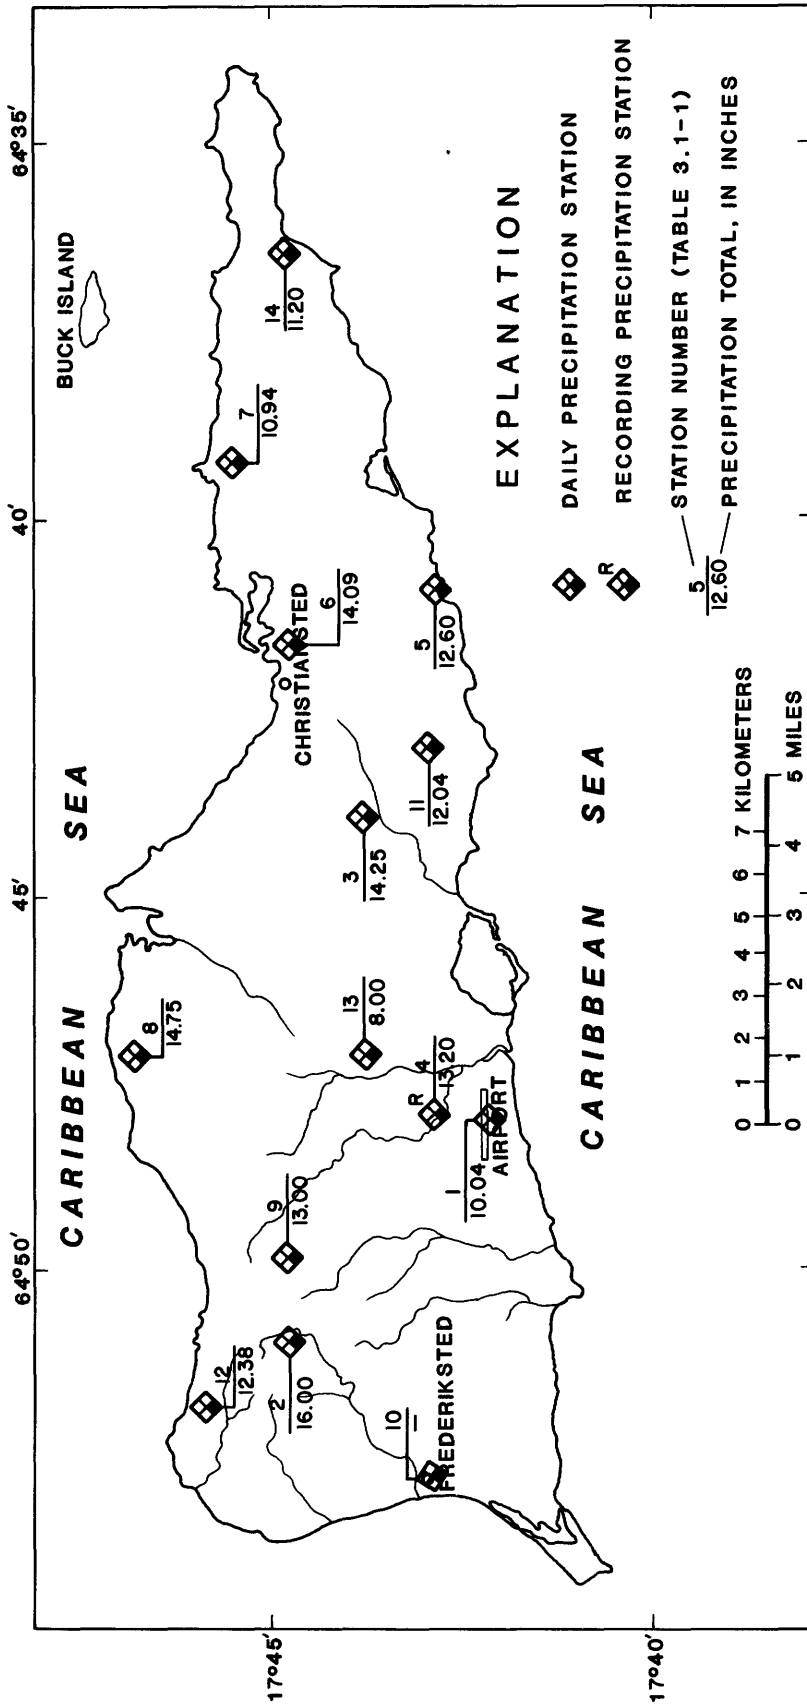 64°50′
45′
40′
64°35′
17°45′
17°40′
CARIBBEAN SEA
BUCK ISLAND
12
12.38
2
16.00
9
13.00
8
14.75
13
8.00
3
14.25
6
14.09
CHRISTIANSTED
7
10.94
14
11.20
10
—
FREDERIKSTED
1
10.04
AIRPORT
R
4
13.20
11
12.04
5
12.60
CARIBBEAN SEA
EXPLANATION
DAILY PRECIPITATION STATION
R
RECORDING PRECIPITATION STATION
5
12.60
STATION NUMBER (TABLE 3.1-1)
PRECIPITATION TOTAL, IN INCHES
0 1 2 3 4 5 6 7 KILOMETERS
0 1 2 3 4 5 MILES